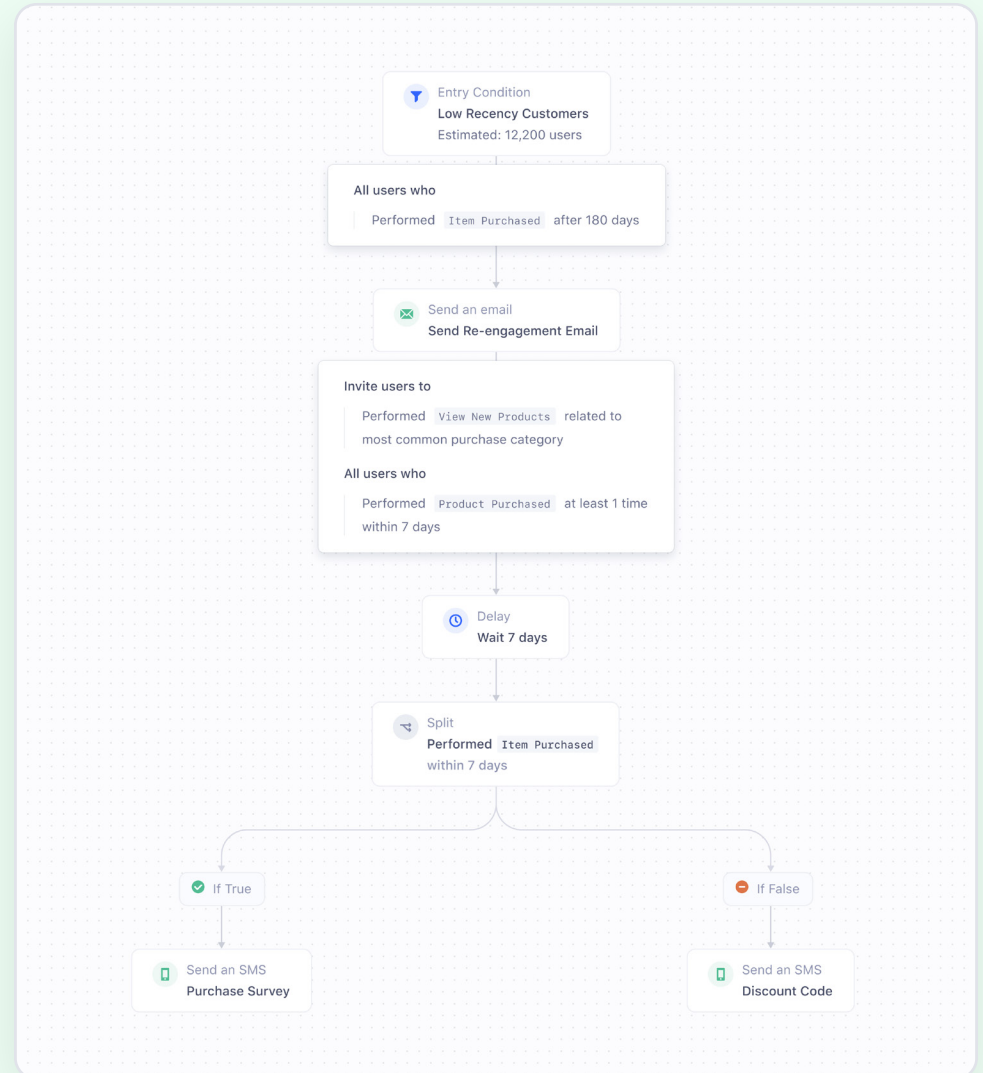 Entry Condition
Low Recency Customers
Estimated: 12,200 users
All users who
Performed Item Purchased after 180 days
Send an email
Send Re-engagement Email
Invite users to
Performed View New Products related to
most common purchase category
All users who
Performed Product Purchased at least 1 time
within 7 days
Delay
Wait 7 days
Split
Performed Item Purchased
within 7 days
If True
If False
Send an SMS
Purchase Survey
Send an SMS
Discount Code